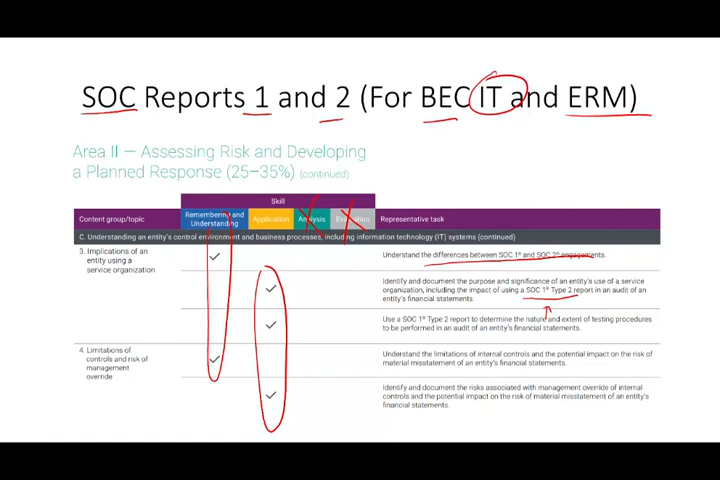 SOC Reports 1 and 2 (For BEC IT and ERM)
Area II — Assessing Risk and Developing
a Planned Response (25–35%) (continued)
Skill
Content group/topic
Remembering and
Understanding
Application
Analysis
Evaluation
Representative task
C. Understanding an entity's control environment and business processes, including information technology (IT) systems (continued)
3. Implications of an
entity using a
service organization
Understand the differences between SOC 1® and SOC 2® engagements.
Identify and document the purpose and significance of an entity's use of a service
organization, including the impact of using a SOC 1® Type 2 report in an audit of an
entity's financial statements.
Use a SOC 1® Type 2 report to determine the nature and extent of testing procedures
to be performed in an audit of an entity's financial statements.
4. Limitations of
controls and risk of
management
override
Understand the limitations of internal controls and the potential impact on the risk of
material misstatement of an entity's financial statements.
Identify and document the risks associated with management override of internal
controls and the potential impact on the risk of material misstatement of an entity's
financial statements.